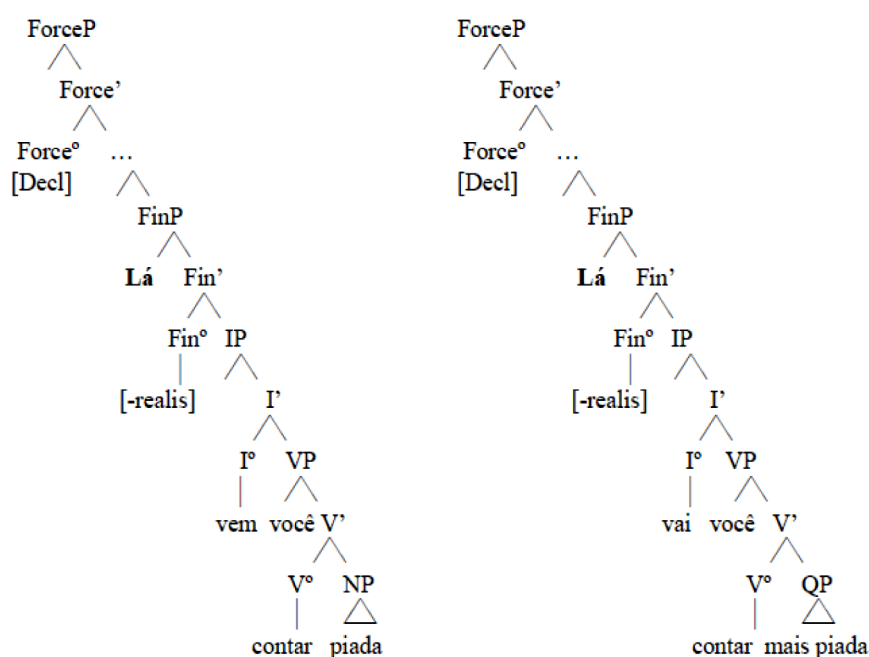 ForceP ForceP
Force’ Force’
Forceº … Forceº …
[Decl] [Decl]
FinP FinP
Lá Fin’ Lá Fin’
Finº IP Finº IP
[-realis] I’ [-realis] I’
Iº VP Iº VP
vem você V’ vai você V’
Vº NP Vº QP
contar piada contar mais piada